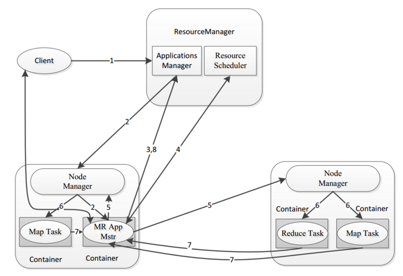 ResourceManager
Client
1
Applications
Manager
Resource
Scheduler
2
3,8
4
Node
Manager
6
2
5
Map Task
7
MR App
Mstr
Container
Container
5
Node
Manager
Container
6
6
Container
Reduce Task
Map Task
7
7